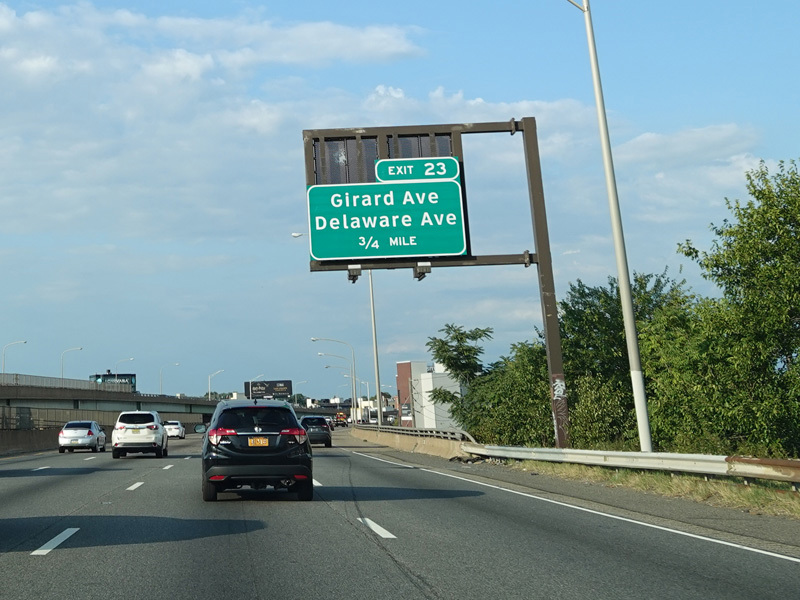 EXIT 23
Girard Ave
Delaware Ave
3/4 MILE